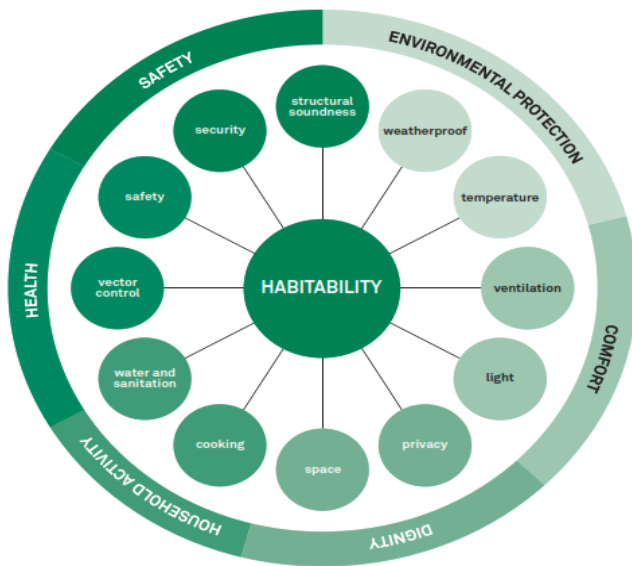 SAFETY
ENVIRONMENTAL PROTECTION
COMFORT
DIGNITY
HOUSEHOLD ACTIVITY
HEALTH
structural
soundness
weatherproof
temperature
ventilation
light
privacy
space
cooking
water and
sanitation
vector
control
safety
security
HABITABILITY